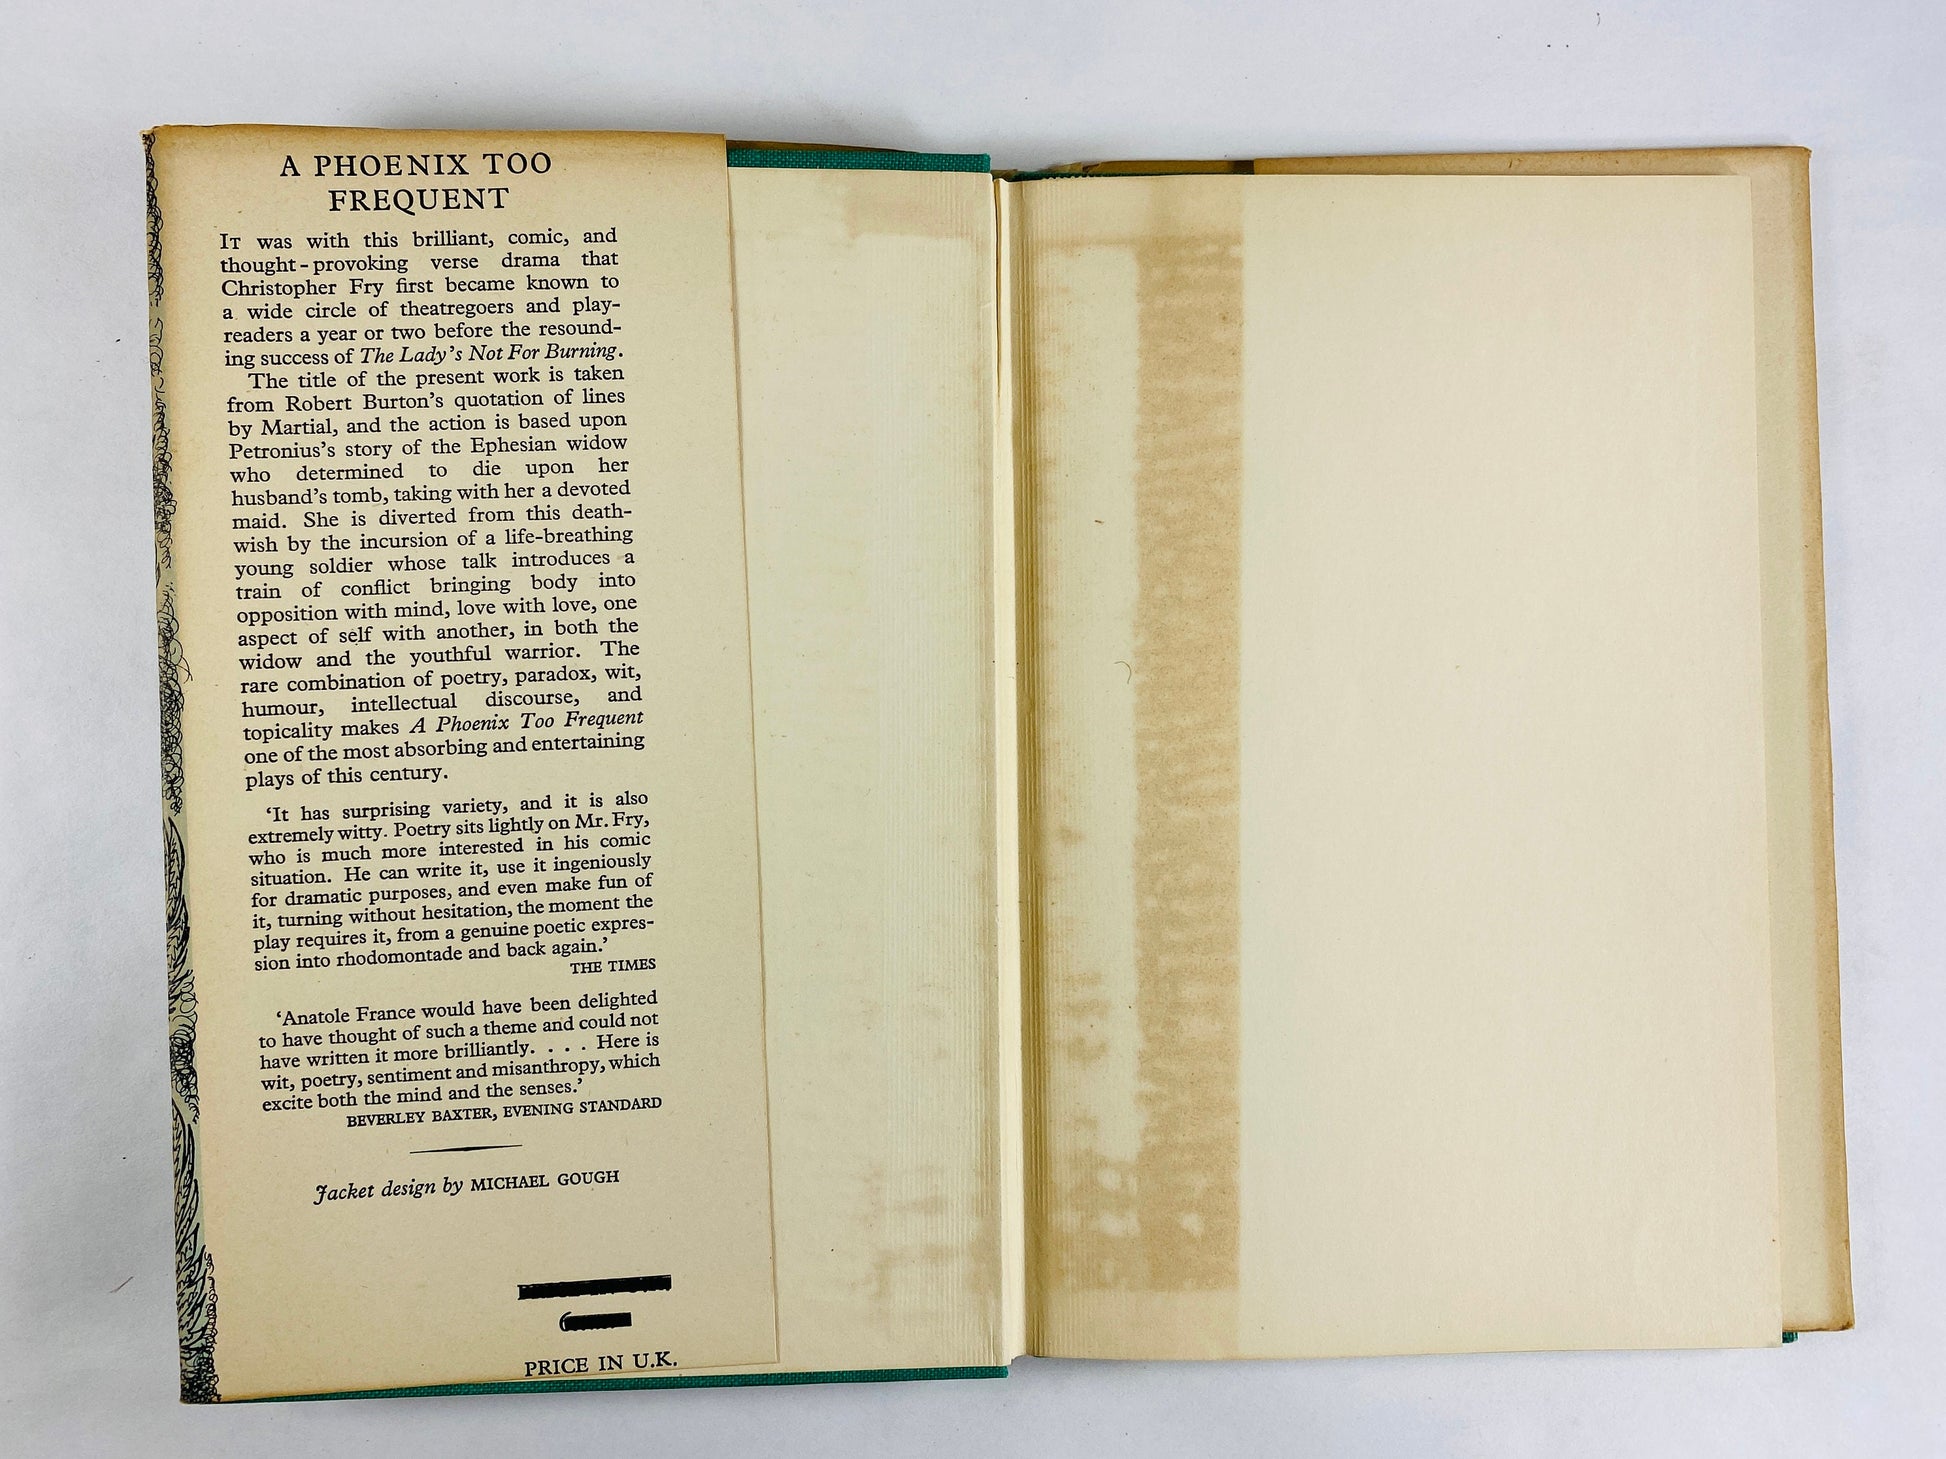 A PHOENIX TOO
FREQUENT
IT was with this brilliant, comic, and
thought-provoking verse drama that
Christopher Fry first became known to
a wide circle of theatregoers and play-
readers a year or two before the resound-
ing success of The Lady's Not For Burning.
The title of the present work is taken
from Robert Burton's quotation of lines
by Martial, and the action is based upon
Petronius's story of the Ephesian widow
who determined to die upon her
husband's tomb, taking with her a devoted
maid. She is diverted from this death-
wish by the incursion of a life-breathing
young soldier whose talk introduces a
train of conflict bringing body into
opposition with mind, love with love, one
aspect of self with another, in both the
widow and the youthful warrior. The
rare combination of poetry, paradox, wit,
humour, intellectual discourse, and
topicality makes A Phoenix Too Frequent
one of the most absorbing and entertaining
plays of this century.
'It has surprising variety, and it is also
extremely witty. Poetry sits lightly on Mr. Fry,
who is much more interested in his comic
situation. He can write it, use it ingeniously
for dramatic purposes, and even make fun of
it, turning without hesitation, the moment the
play requires it, from a genuine poetic expres-
sion into rhodomontade and back again.'
THE TIMES
'Anatole France would have been delighted
to have thought of such a theme and could not
have written it more brilliantly. . . . Here is
wit, poetry, sentiment and misanthropy, which
excite both the mind and the senses.'
BEVERLEY BAXTER, EVENING STANDARD
Jacket design by MICHAEL GOUGH
PRICE IN U.K.